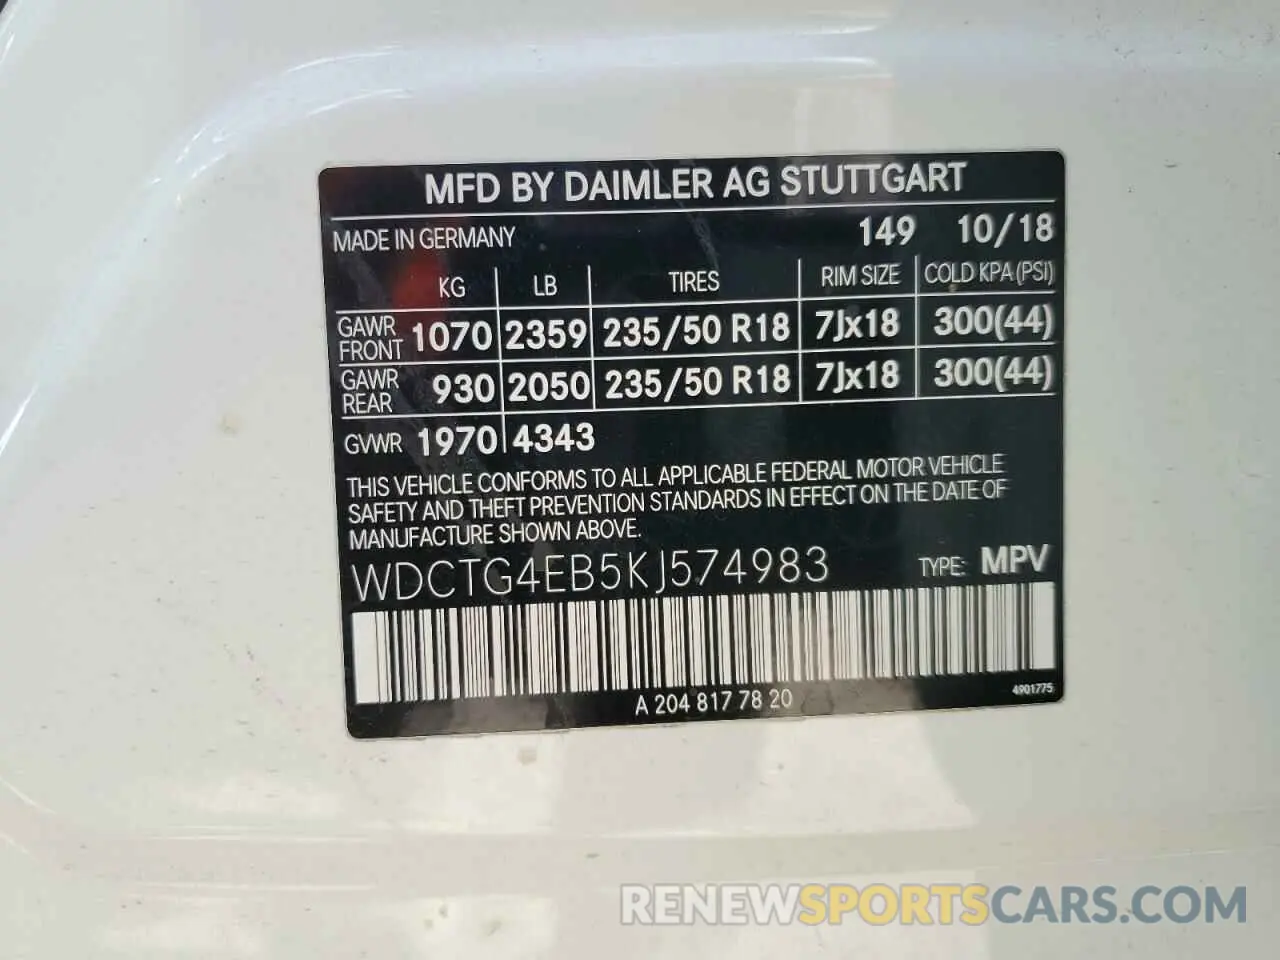 MFD BY DAIMLER AG STUTTGART
MADE IN GERMANY 149 10/18
KG LB TIRES RIM SIZE COLD KPA (PSI)
GAWR FRONT 1070 2359 235/50 R18 7Jx18 300(44)
GAWR REAR 930 2050 235/50 R18 7Jx18 300(44)
GVWR 1970 4343
THIS VEHICLE CONFORMS TO ALL APPLICABLE FEDERAL MOTOR VEHICLE
SAFETY AND THEFT PREVENTION STANDARDS IN EFFECT ON THE DATE OF
MANUFACTURE SHOWN ABOVE.
WDCTG4EB5KJ574983 TYPE: MPV
A 204 817 78 20 4901775
RENEWSPORTSCARS.COM